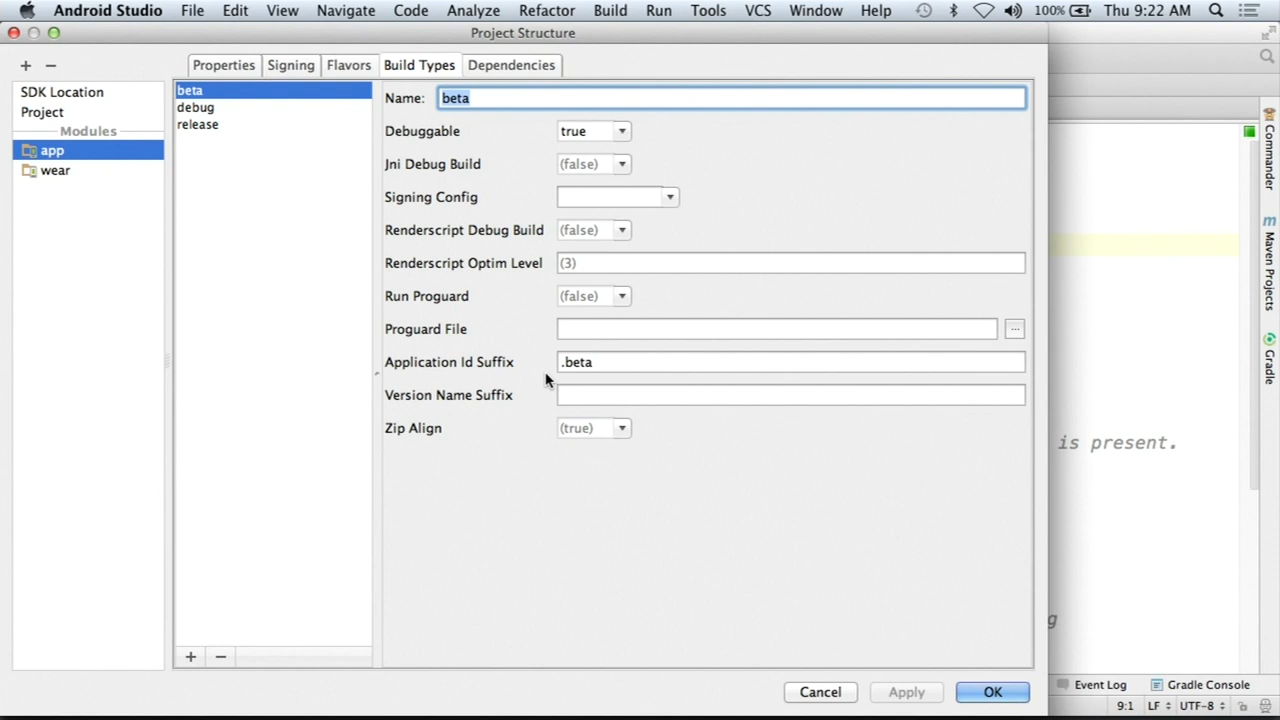 Android Studio File Edit View Navigate Code Analyze Refactor Build Run Tools VCS Window Help 100% Thu 9:22 AM
Project Structure
Properties Signing Flavors Build Types Dependencies
SDK Location
Project
Modules
app
wear
beta
debug
release
Name: beta
Debuggable true
Jni Debug Build (false)
Signing Config
Renderscript Debug Build (false)
Renderscript Optim Level (3)
Run Proguard (false)
Proguard File ...
Application Id Suffix .beta
Version Name Suffix
Zip Align (true)
Cancel Apply OK
Commander
Maven Projects
Gradle
is present.
g
Event Log Gradle Console
9:1 LF UTF-8